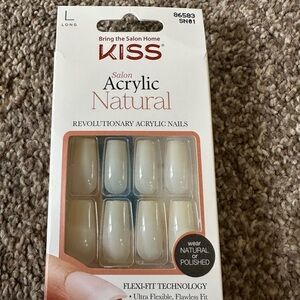 L
LONG
86583
SN01
Bring the Salon Home
KISS
Salon
Acrylic
Natural
REVOLUTIONARY ACRYLIC NAILS
wear
NATURAL
or
POLISHED
FLEXI-FIT TECHNOLOGY
• Ultra Flexible, Flawless Fit